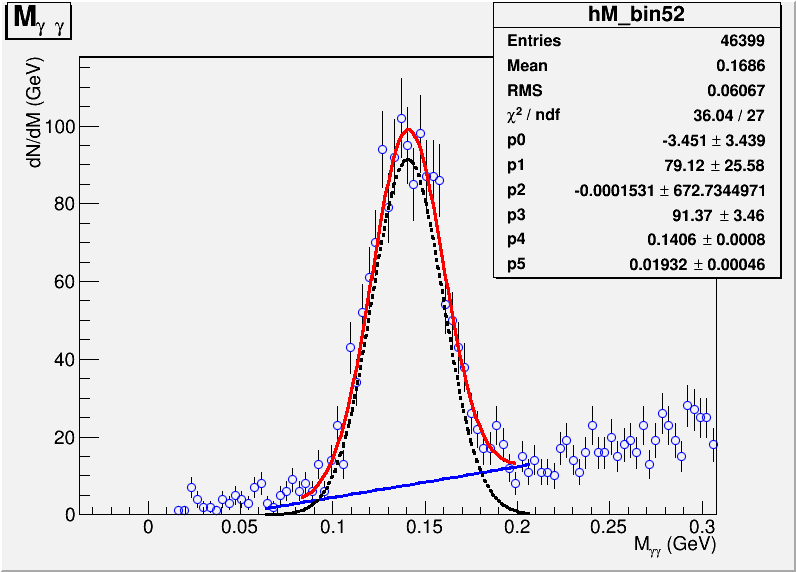 M γ γ
hM_bin52
Entries 46399
Mean 0.1686
RMS 0.06067
χ² / ndf 36.04 / 27
p0 -3.451 ± 3.439
p1 79.12 ± 25.58
p2 -0.0001531 ± 672.7344971
p3 91.37 ± 3.46
p4 0.1406 ± 0.0008
p5 0.01932 ± 0.00046
dN/dM (GeV)
100
80
60
40
20
0
0 0.05 0.1 0.15 0.2 0.25 0.3
M γγ (GeV)